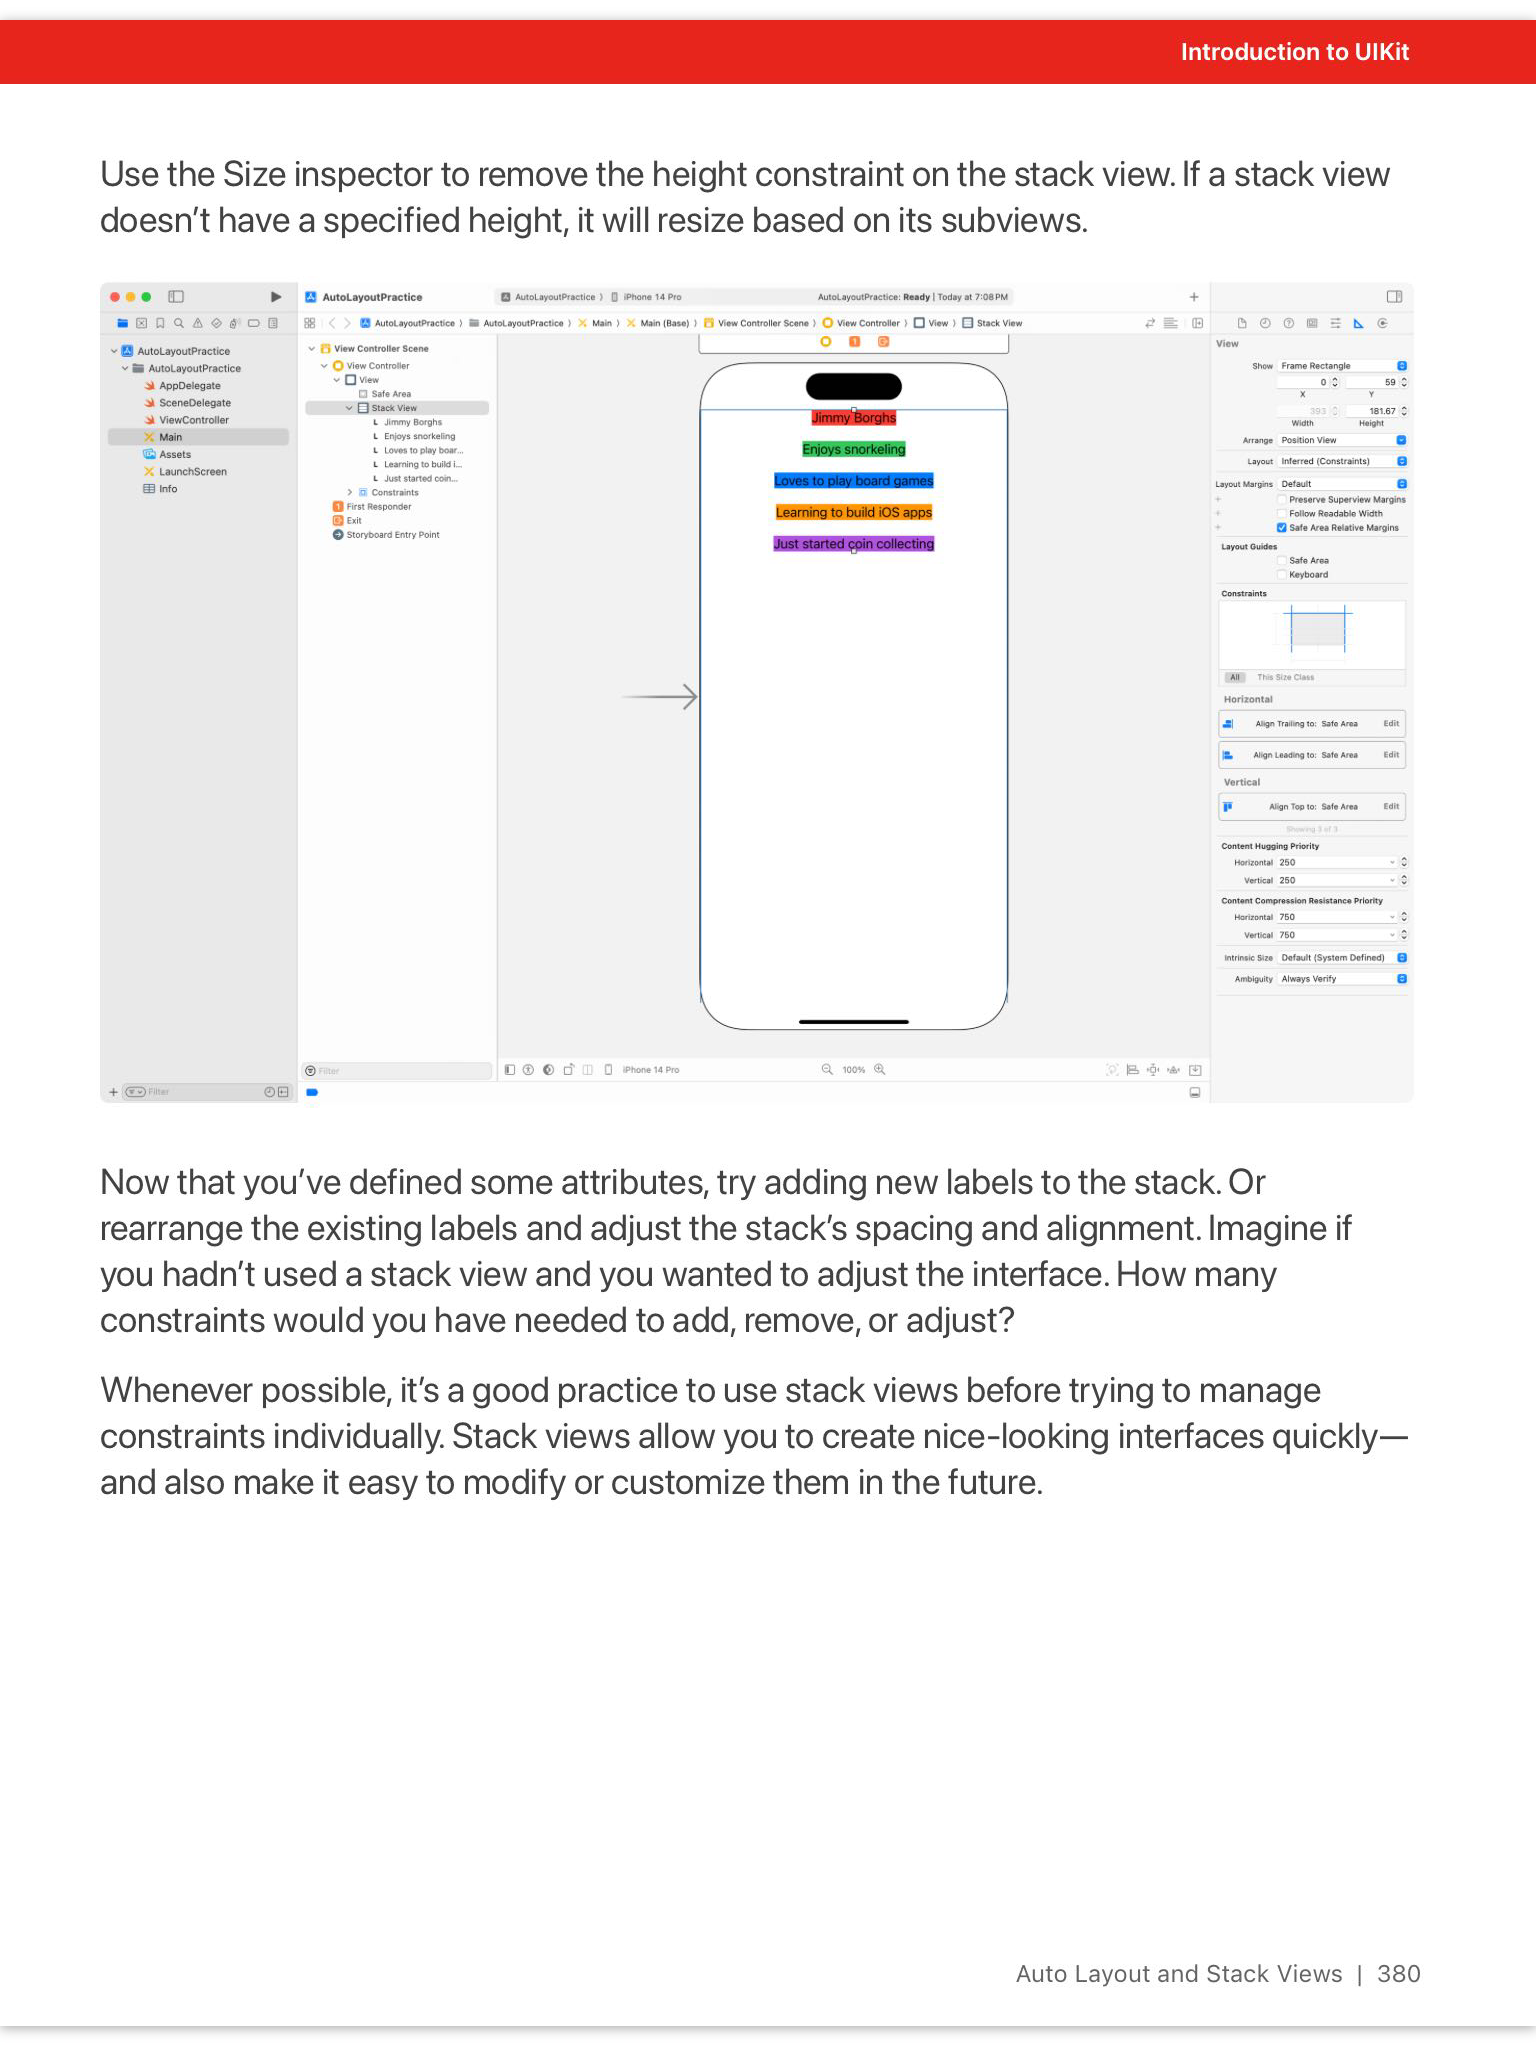 Introduction to UIKit
Use the Size inspector to remove the height constraint on the stack view. If a stack view
doesn't have a specified height, it will resize based on its subviews.
AutoLayoutPractice
AutoLayoutPractice
AppDelegate
SceneDelegate
ViewController
Main
Assets
LaunchScreen
Info
Filter
AutoLayoutPractice
AutoLayoutPractice 〉 iPhone 14 Pro
AutoLayoutPractice: Ready | Today at 7:08 PM
AutoLayoutPractice 〉 AutoLayoutPractice 〉 Main 〉 Main (Base) 〉 View Controller Scene 〉 View Controller 〉 View 〉 Stack View
View Controller Scene
View Controller
View
Safe Area
Stack View
L Jimmy Borghs
L Enjoys snorkeling
L Loves to play boar...
L Learning to build i...
L Just started coin...
Constraints
First Responder
Exit
Storyboard Entry Point
Filter
Jimmy Borghs
Enjoys snorkeling
Loves to play board games
Learning to build iOS apps
Just started coin collecting
iPhone 14 Pro
100%
View
Show Frame Rectangle
0 59
X Y
393 181.67
Width Height
Arrange Position View
Layout Inferred (Constraints)
Layout Margins Default
Preserve Superview Margins
Follow Readable Width
Safe Area Relative Margins
Layout Guides
Safe Area
Keyboard
Constraints
All This Size Class
Horizontal
Align Trailing to: Safe Area Edit
Align Leading to: Safe Area Edit
Vertical
Align Top to: Safe Area Edit
Showing 3 of 3
Content Hugging Priority
Horizontal 250
Vertical 250
Content Compression Resistance Priority
Horizontal 750
Vertical 750
Intrinsic Size Default (System Defined)
Ambiguity Always Verify
Now that you've defined some attributes, try adding new labels to the stack. Or
rearrange the existing labels and adjust the stack's spacing and alignment. Imagine if
you hadn't used a stack view and you wanted to adjust the interface. How many
constraints would you have needed to add, remove, or adjust?
Whenever possible, it's a good practice to use stack views before trying to manage
constraints individually. Stack views allow you to create nice-looking interfaces quickly—
and also make it easy to modify or customize them in the future.
Auto Layout and Stack Views | 380